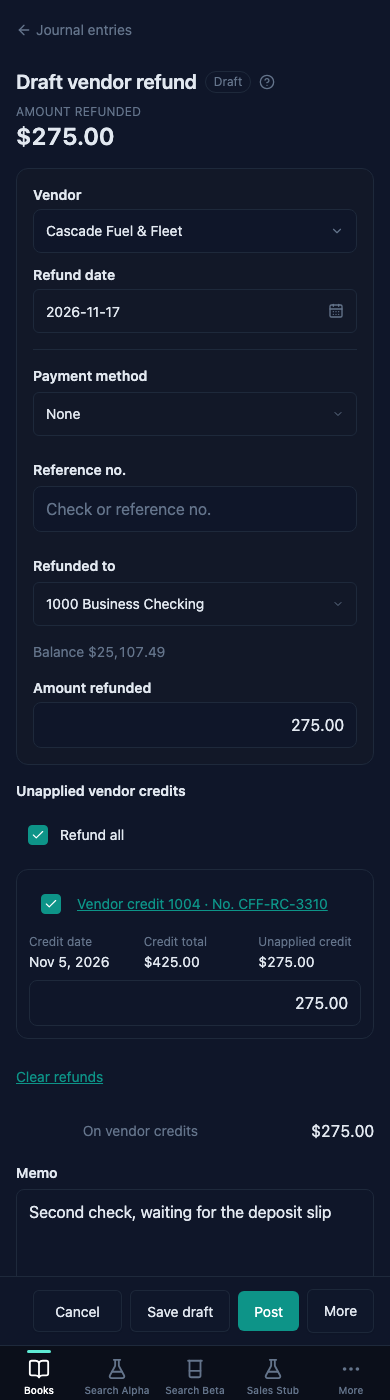 Journal entries
Draft vendor refund Draft
AMOUNT REFUNDED
$275.00
Vendor
Cascade Fuel & Fleet
Refund date
2026-11-17
Payment method
None
Reference no.
Check or reference no.
Refunded to
1000 Business Checking
Balance $25,107.49
Amount refunded
275.00
Unapplied vendor credits
Refund all
Vendor credit 1004 · No. CFF-RC-3310
Credit date Credit total Unapplied credit
Nov 5, 2026 $425.00 $275.00
275.00
Clear refunds
On vendor credits $275.00
Memo
Second check, waiting for the deposit slip
Cancel Save draft Post More
Books Search Alpha Search Beta Sales Stub More